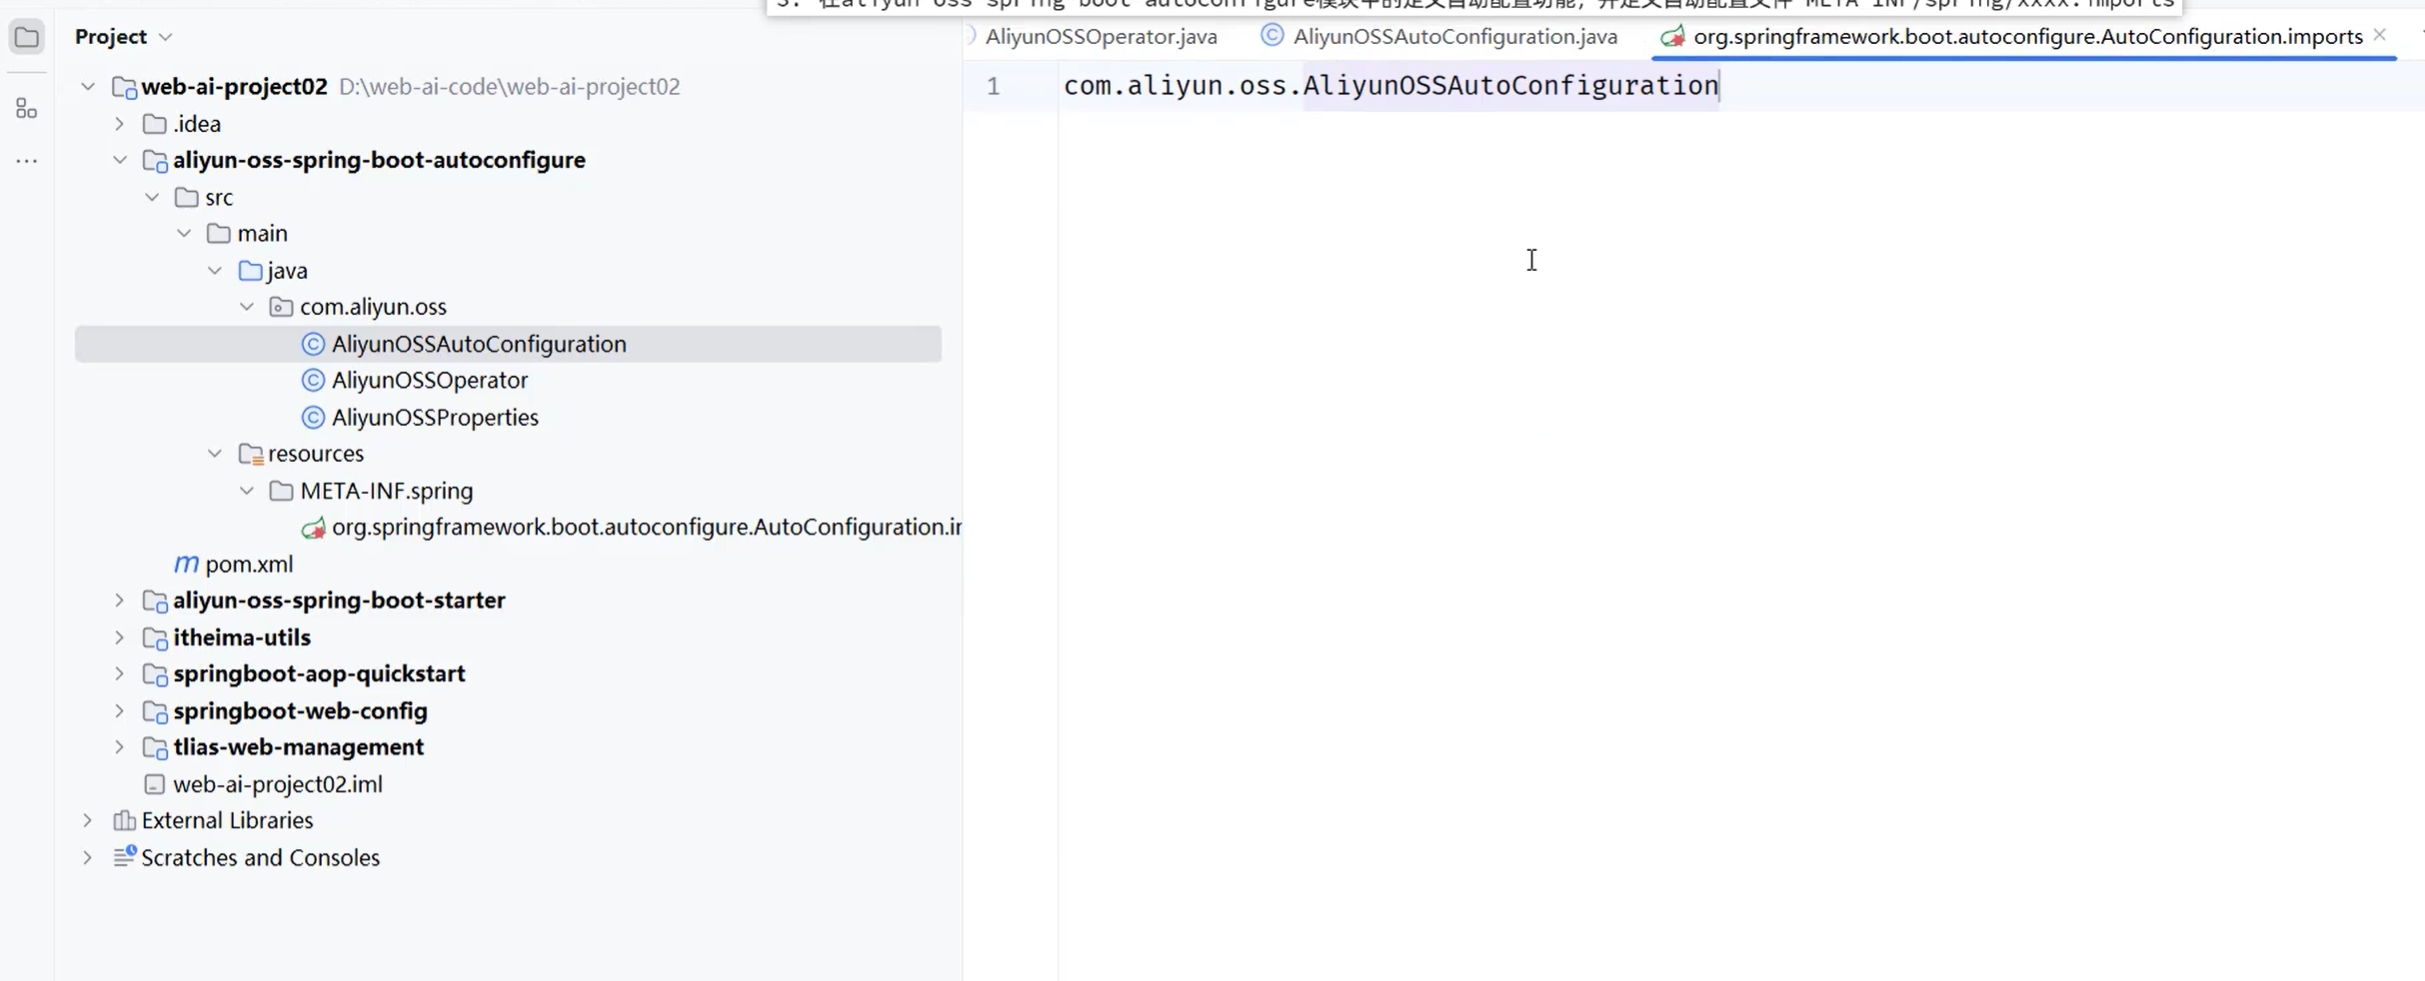 3. 在aliyun-oss-spring-boot-autoconfigure模块中的定义自动配置功能，并定义自动配置文件 META-INF/spring/xxxx.imports
Project
AliyunOSSOperator.java
AliyunOSSAutoConfiguration.java
org.springframework.boot.autoconfigure.AutoConfiguration.imports
1
com.aliyun.oss.AliyunOSSAutoConfiguration
web-ai-project02 D:\web-ai-code\web-ai-project02
.idea
aliyun-oss-spring-boot-autoconfigure
src
main
java
com.aliyun.oss
AliyunOSSAutoConfiguration
AliyunOSSOperator
AliyunOSSProperties
resources
META-INF.spring
org.springframework.boot.autoconfigure.AutoConfiguration.ir
pom.xml
aliyun-oss-spring-boot-starter
itheima-utils
springboot-aop-quickstart
springboot-web-config
tlias-web-management
web-ai-project02.iml
External Libraries
Scratches and Consoles